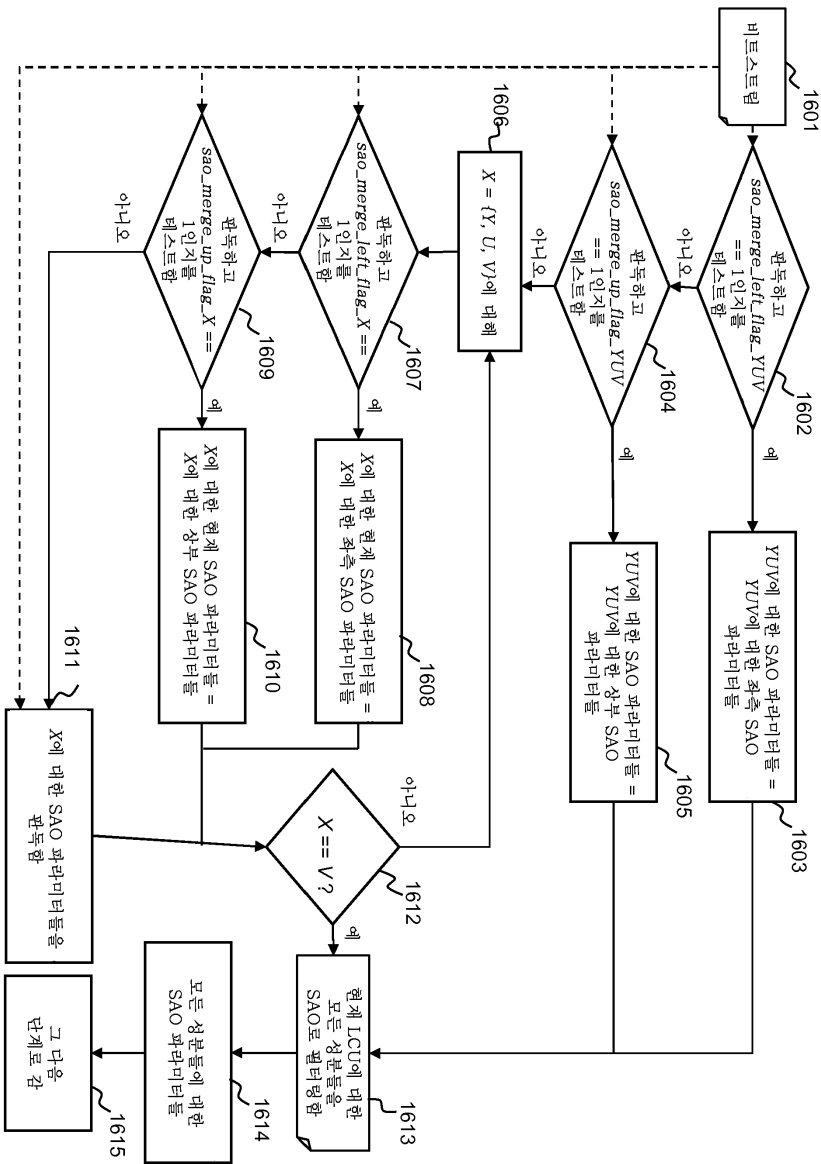 1601
비트스트림
1602
판독하고
sao_merge_left_flag_YUV
== 1인지를
테스트함
예
아니오
1603
YUV에 대한 SAO 파라미터들 =
YUV에 대한 좌측 SAO
파라미터들
1604
판독하고
sao_merge_up_flag_YUV
== 1인지를
테스트함
예
아니오
1605
YUV에 대한 SAO 파라미터들 =
YUV에 대한 상부 SAO
파라미터들
1606
X = {Y, U, V}에 대해
1607
판독하고
sao_merge_left_flag_X ==
1인지를
테스트함
예
아니오
1608
X에 대한 현재 SAO 파라미터들 =
X에 대한 좌측 SAO 파라미터들
1609
판독하고
sao_merge_up_flag_X ==
1인지를
테스트함
예
아니오
1610
X에 대한 현재 SAO 파라미터들 =
X에 대한 상부 SAO 파라미터들
1611
X에 대한 SAO 파라미터들을
판독함
1612
X == V ?
아니오
예
1613
현재 LCU에 대한
모든 성분들을
SAO로 필터링함
1614
모든 성분들에 대한
SAO 파라미터들
1615
그 다음
단계로 감